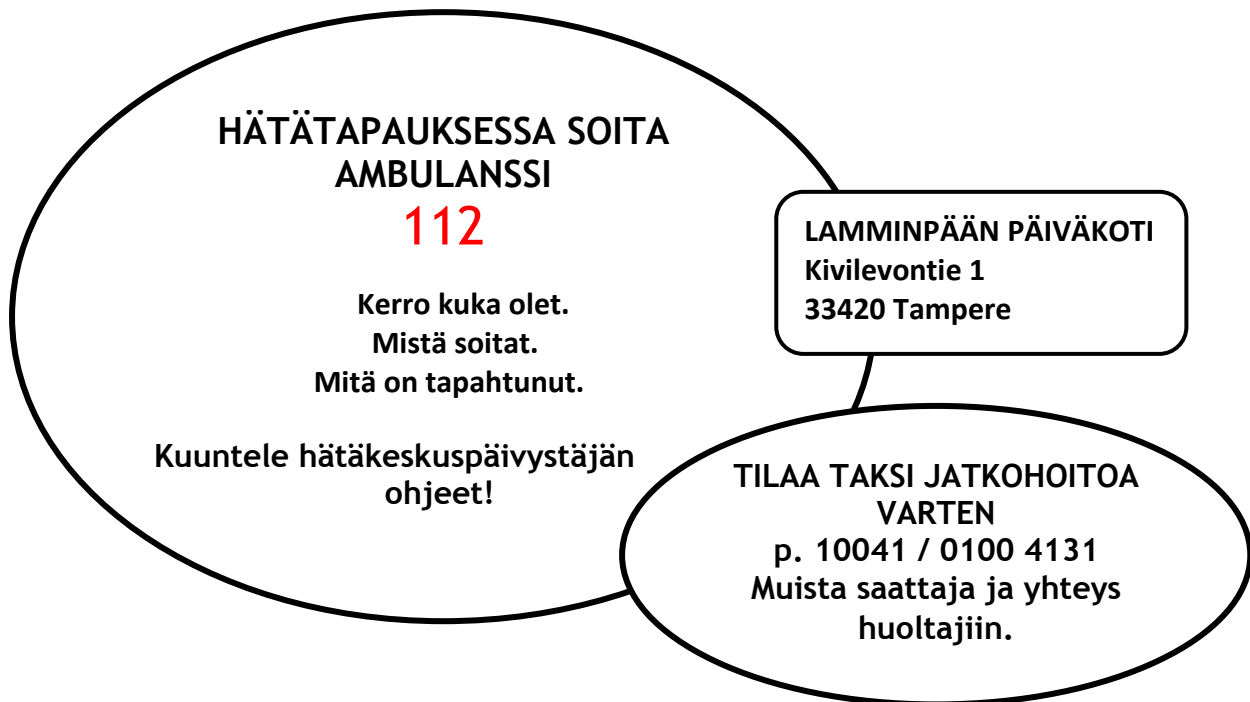 HÄTÄTAPAUKSESSA SOITA
AMBULANSSI
112
Kerro kuka olet.
Mistä soitat.
Mitä on tapahtunut.
Kuuntele hätäkeskuspäivystäjän
ohjeet!
LAMMINPÄÄN PÄIVÄKOTI
Kivilevontie 1
33420 Tampere
TILAA TAKSI JATKOHOITOA
VARTEN
p. 10041 / 0100 4131
Muista saattaja ja yhteys
huoltajiin.